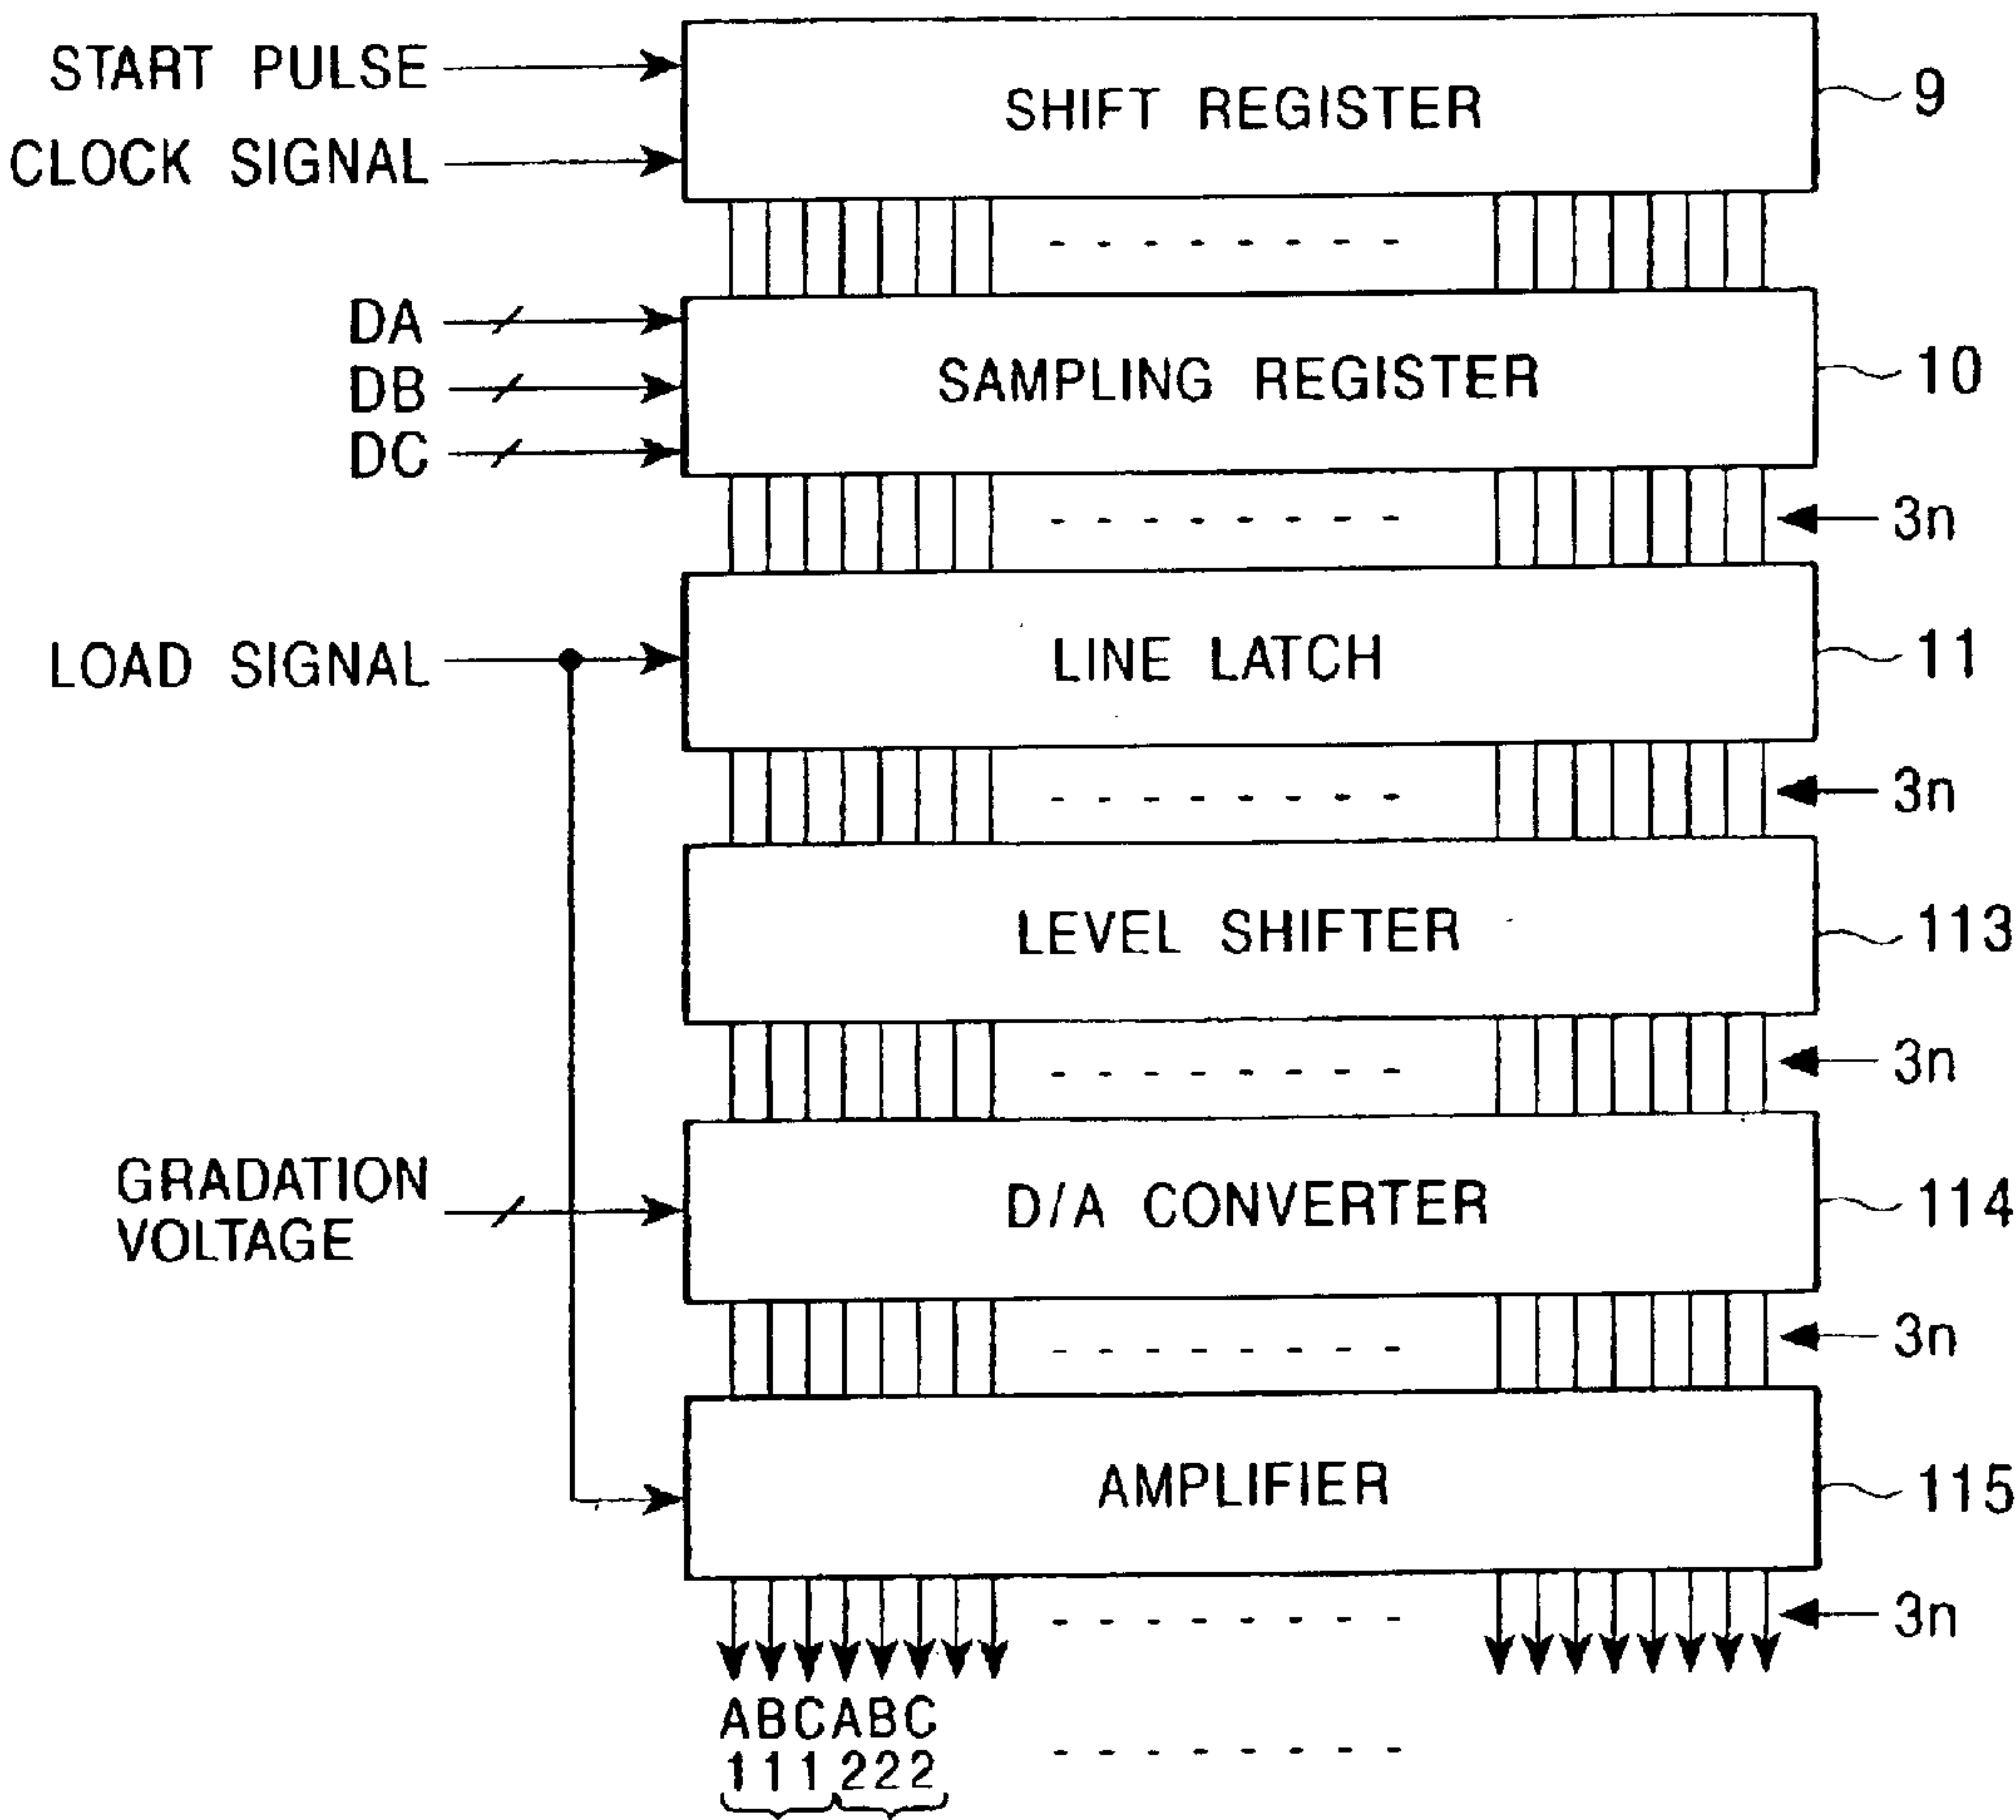 START PULSE
SHIFT REGISTER
9
CLOCK SIGNAL
DA
DB
SAMPLING REGISTER
10
DC
3n
LOAD SIGNAL
LINE LATCH
11
3n
LEVEL SHIFTER
113
3n
GRADATION
VOLTAGE
D/A CONVERTER
114
3n
AMPLIFIER
115
3n
ABCABC
111222